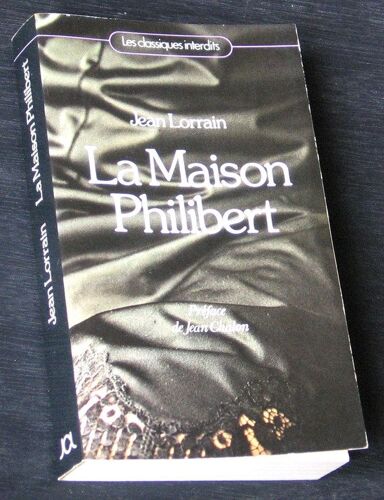 Les classiques interdits
Jean Lorrain
La Maison
Philibert
Préface
de Jean Chalon
Jean Lorrain La Maison Philibert